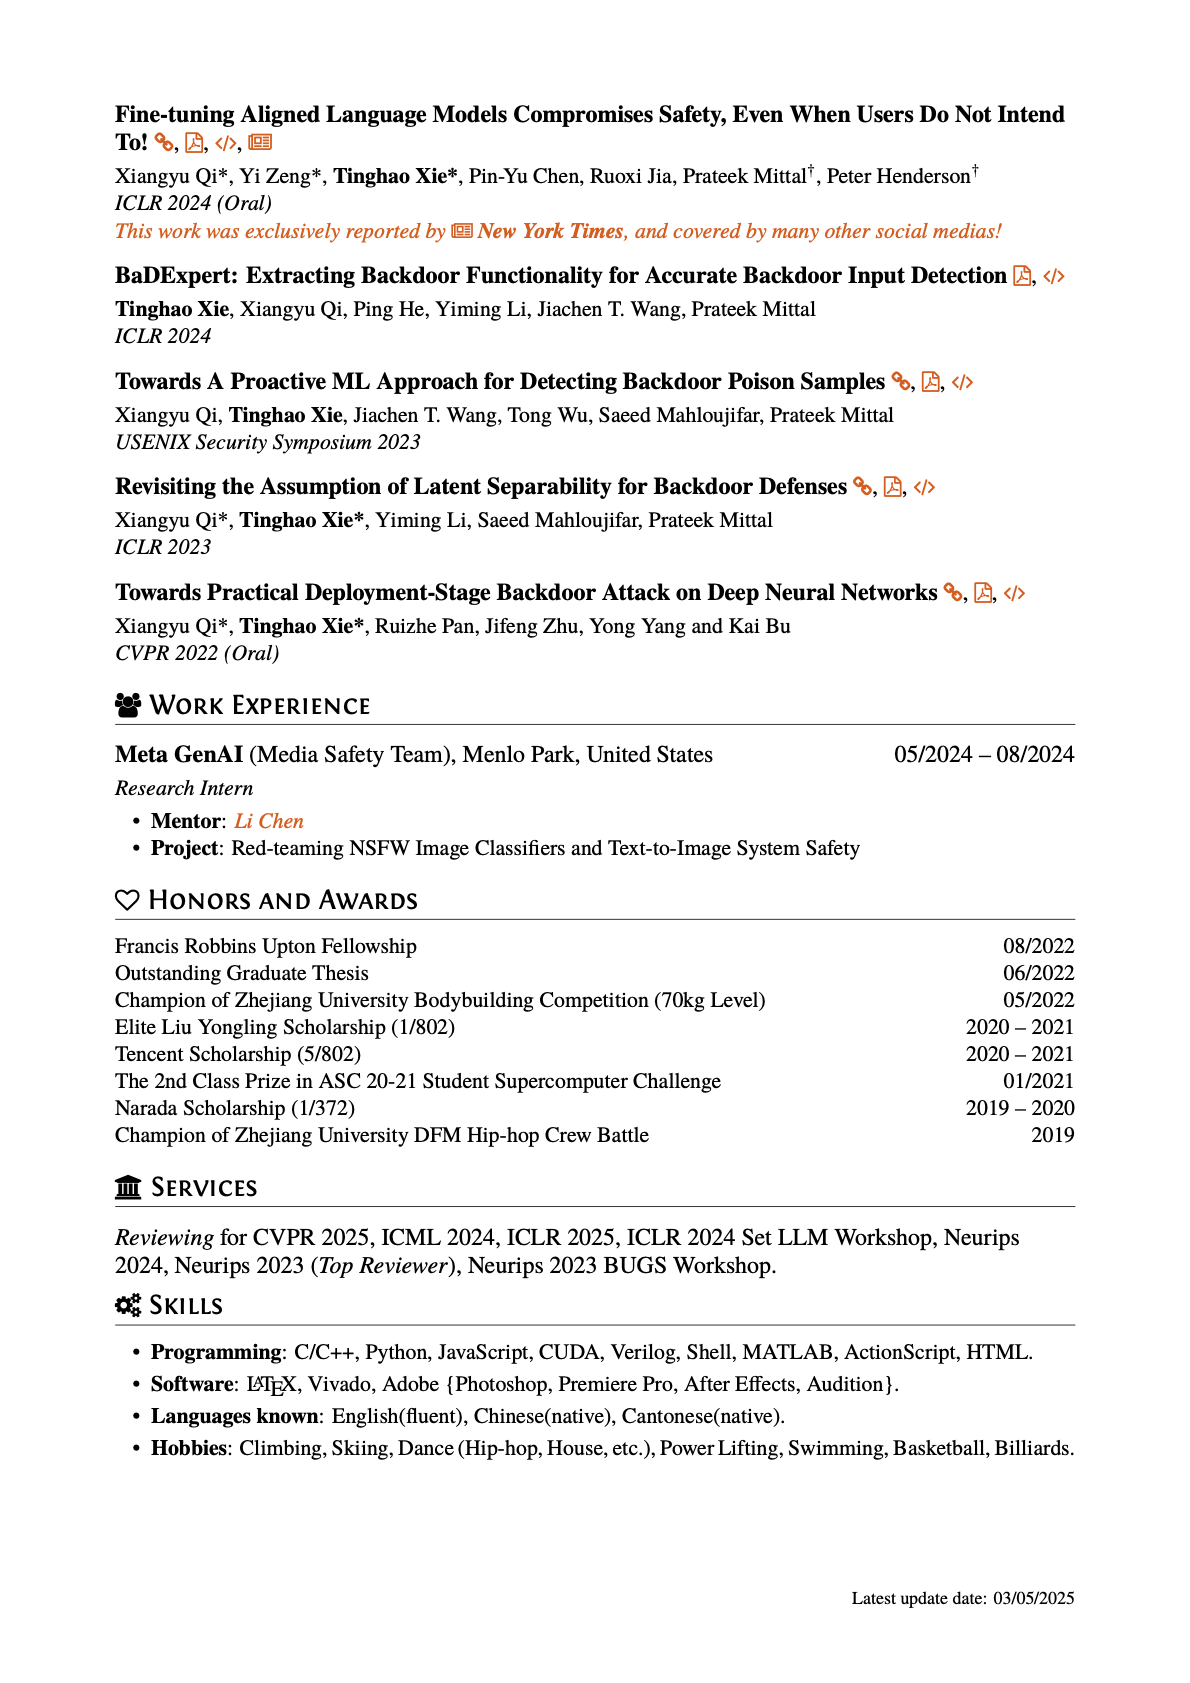 Fine-tuning Aligned Language Models Compromises Safety, Even When Users Do Not Intend
To! , , </>,
Xiangyu Qi*, Yi Zeng*, Tinghao Xie*, Pin-Yu Chen, Ruoxi Jia, Prateek Mittal†, Peter Henderson†
ICLR 2024 (Oral)
This work was exclusively reported by New York Times, and covered by many other social medias!
BaDExpert: Extracting Backdoor Functionality for Accurate Backdoor Input Detection , </>
Tinghao Xie, Xiangyu Qi, Ping He, Yiming Li, Jiachen T. Wang, Prateek Mittal
ICLR 2024
Towards A Proactive ML Approach for Detecting Backdoor Poison Samples , , </>
Xiangyu Qi, Tinghao Xie, Jiachen T. Wang, Tong Wu, Saeed Mahloujifar, Prateek Mittal
USENIX Security Symposium 2023
Revisiting the Assumption of Latent Separability for Backdoor Defenses , , </>
Xiangyu Qi*, Tinghao Xie*, Yiming Li, Saeed Mahloujifar, Prateek Mittal
ICLR 2023
Towards Practical Deployment-Stage Backdoor Attack on Deep Neural Networks , , </>
Xiangyu Qi*, Tinghao Xie*, Ruizhe Pan, Jifeng Zhu, Yong Yang and Kai Bu
CVPR 2022 (Oral)
Work Experience
Meta GenAI (Media Safety Team), Menlo Park, United States 05/2024 – 08/2024
Research Intern
• Mentor: Li Chen
• Project: Red-teaming NSFW Image Classifiers and Text-to-Image System Safety
Honors and Awards
Francis Robbins Upton Fellowship 08/2022
Outstanding Graduate Thesis 06/2022
Champion of Zhejiang University Bodybuilding Competition (70kg Level) 05/2022
Elite Liu Yongling Scholarship (1/802) 2020 – 2021
Tencent Scholarship (5/802) 2020 – 2021
The 2nd Class Prize in ASC 20-21 Student Supercomputer Challenge 01/2021
Narada Scholarship (1/372) 2019 – 2020
Champion of Zhejiang University DFM Hip-hop Crew Battle 2019
Services
Reviewing for CVPR 2025, ICML 2024, ICLR 2025, ICLR 2024 Set LLM Workshop, Neurips
2024, Neurips 2023 (Top Reviewer), Neurips 2023 BUGS Workshop.
Skills
• Programming: C/C++, Python, JavaScript, CUDA, Verilog, Shell, MATLAB, ActionScript, HTML.
• Software: LATEX, Vivado, Adobe {Photoshop, Premiere Pro, After Effects, Audition}.
• Languages known: English(fluent), Chinese(native), Cantonese(native).
• Hobbies: Climbing, Skiing, Dance (Hip-hop, House, etc.), Power Lifting, Swimming, Basketball, Billiards.
Latest update date: 03/05/2025